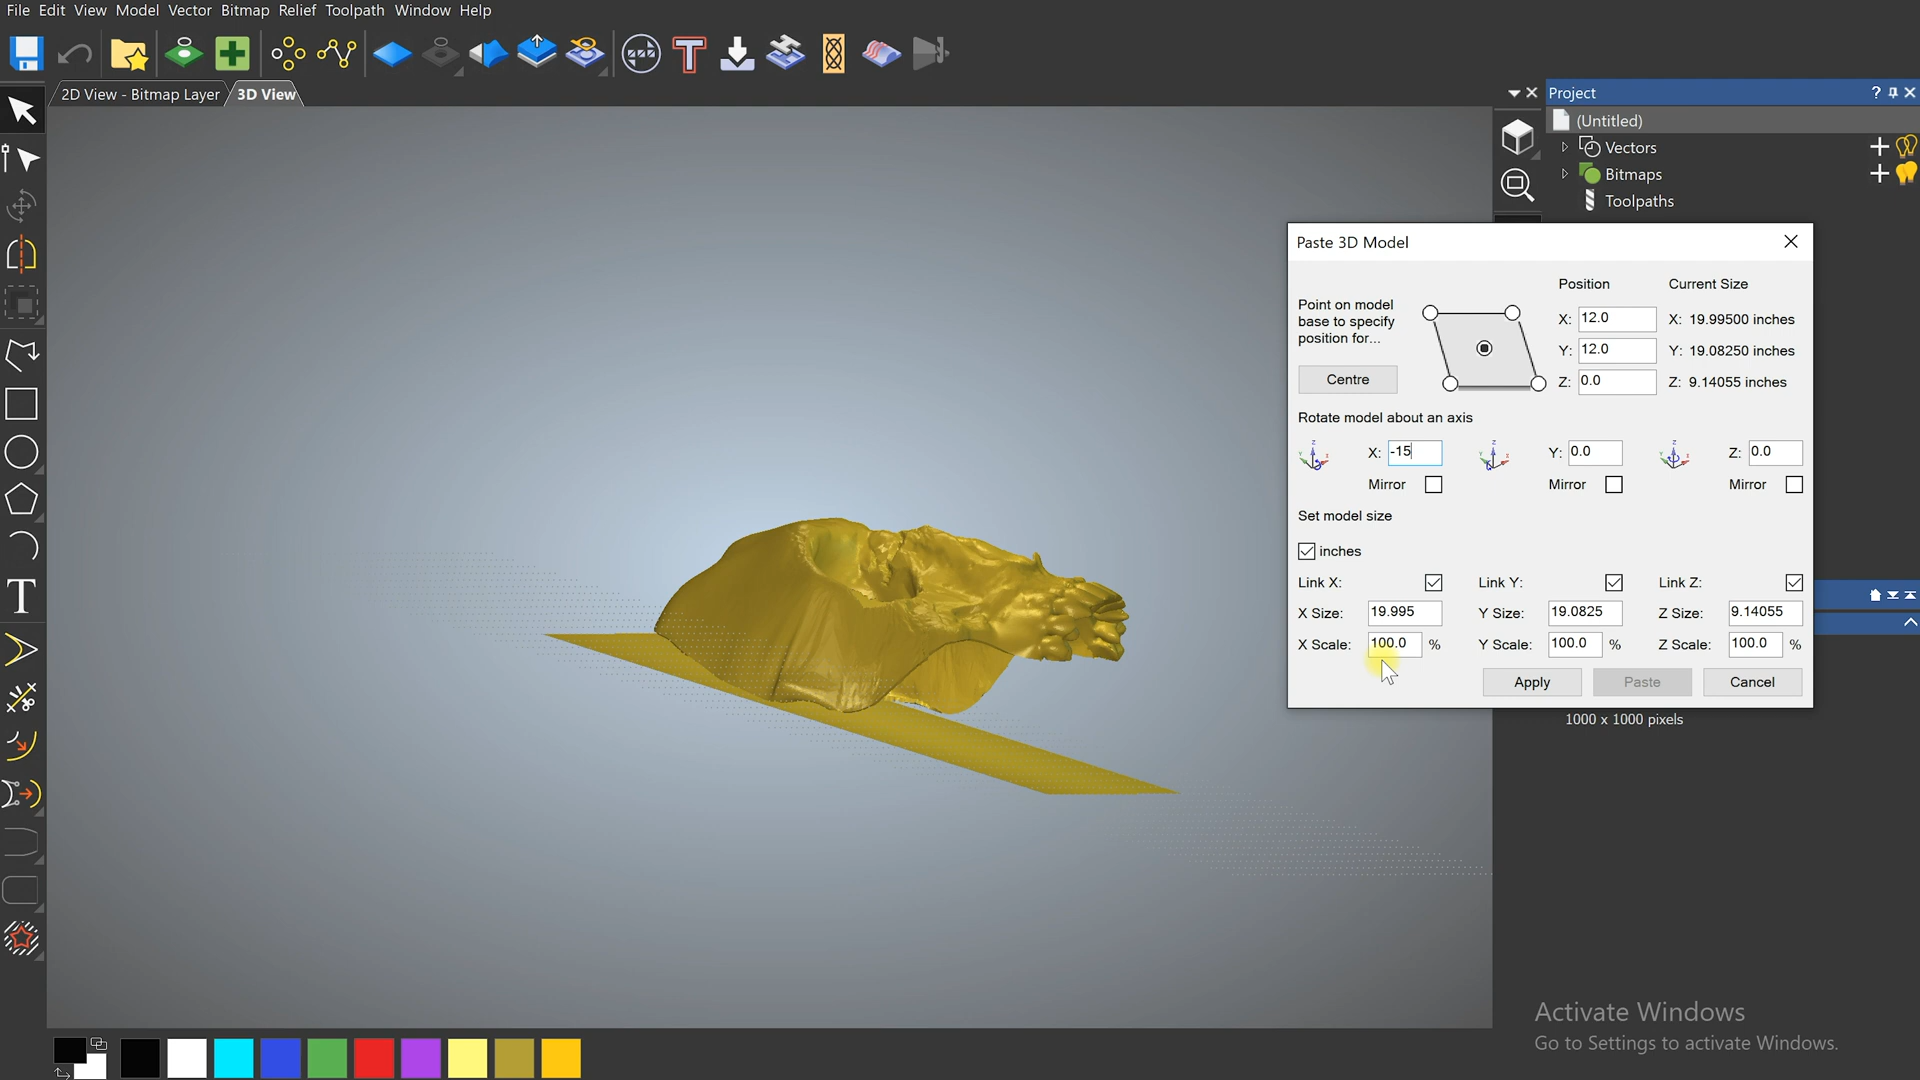 File Edit View Model Vector Bitmap Relief Toolpath Window Help
2D View - Bitmap Layer
3D View
Project
(Untitled)
Vectors
Bitmaps
Toolpaths
Paste 3D Model
Position
Current Size
Point on model
base to specify
position for...
X: 12.0
X: 19.99500 inches
Y: 12.0
Y: 19.08250 inches
Centre
Z: 0.0
Z: 9.14055 inches
Rotate model about an axis
X: -15
Y: 0.0
Z: 0.0
Mirror
Mirror
Mirror
Set model size
inches
Link X:
Link Y:
Link Z:
X Size: 19.995
Y Size: 19.0825
Z Size: 9.14055
X Scale: 100.0 %
Y Scale: 100.0 %
Z Scale: 100.0 %
Apply
Paste
Cancel
1000 x 1000 pixels
Activate Windows
Go to Settings to activate Windows.